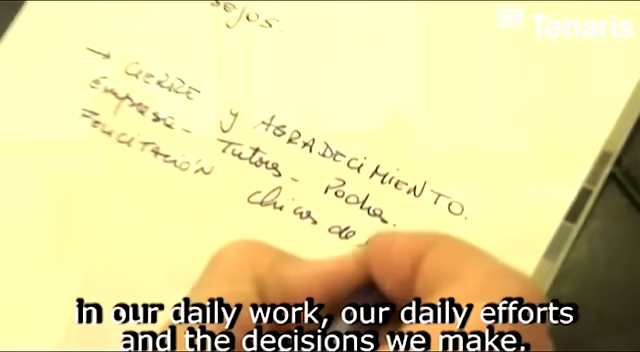 Tenaris
sejos.
→ CIERRE y AGRADECIMIENTO.
Empresa - Tutores - Padres.
FELICITACIÓN chicos de
in our daily work, our daily efforts
and the decisions we make.